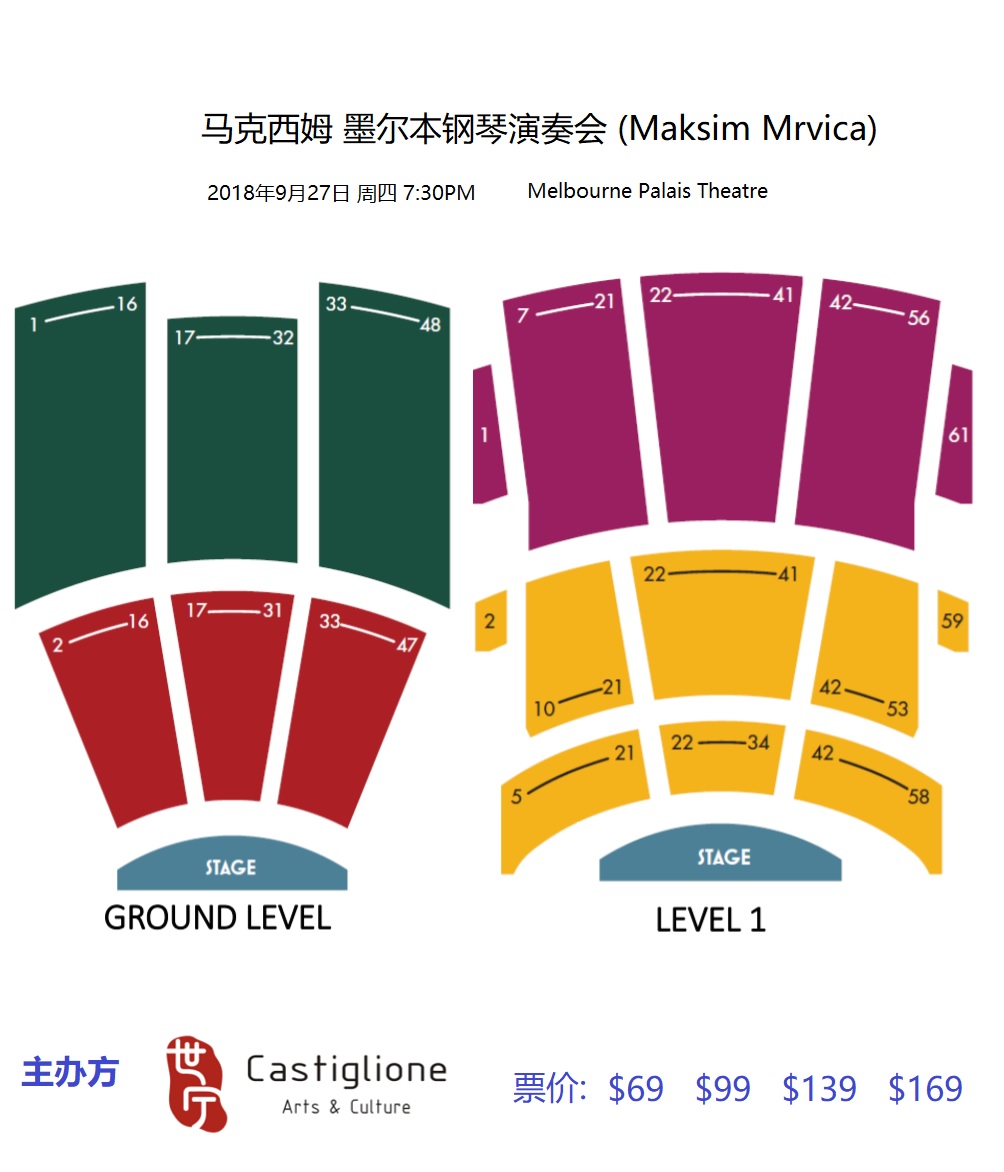 马克西姆 墨尔本钢琴演奏会 (Maksim Mrvica)
2018年9月27日 周四 7:30PM
Melbourne Palais Theatre
1 16
17 32
33 48
2 16
17 31
33 47
STAGE
GROUND LEVEL
7 21
22 41
42 56
1
61
2
10 21
22 41
42 53
59
5 21
22 34
42 58
STAGE
LEVEL 1
主办方
世厅
Castiglione
Arts & Culture
票价: $69 $99 $139 $169